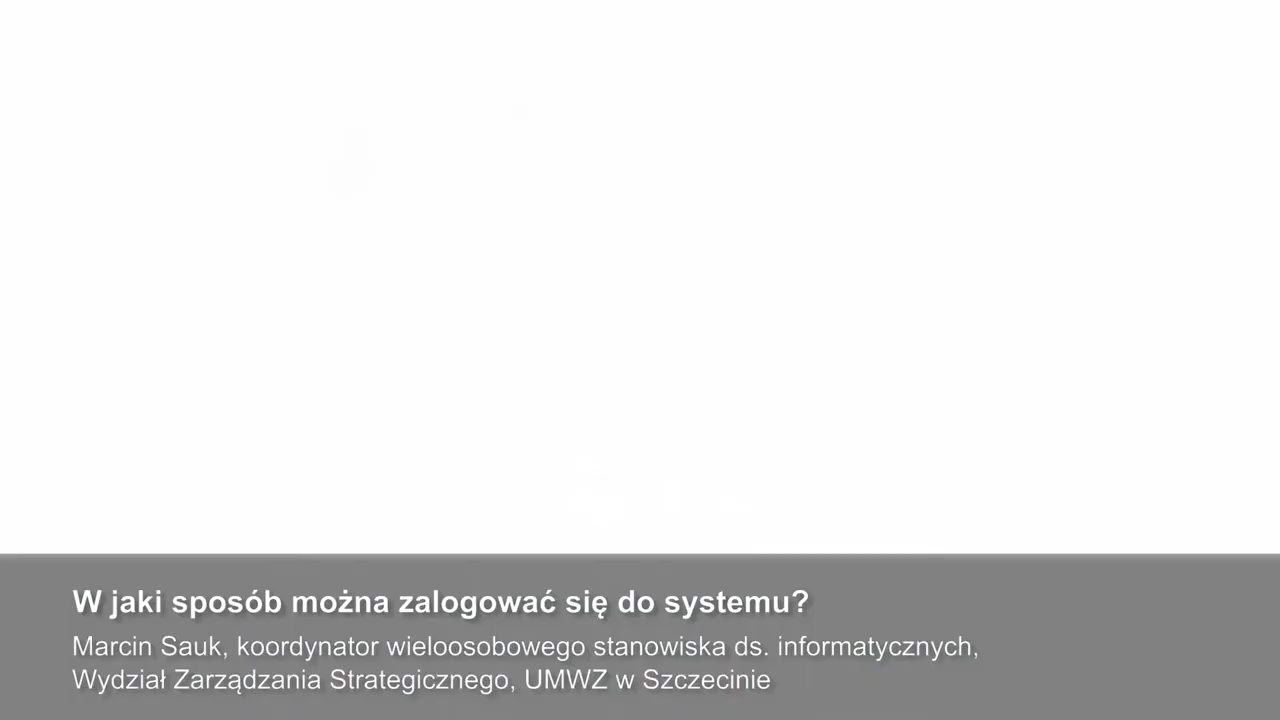 W jaki sposób można zalogować się do systemu?
Marcin Sauk, koordynator wieloosobowego stanowiska ds. informatycznych,
Wydział Zarządzania Strategicznego, UMWZ w Szczecinie